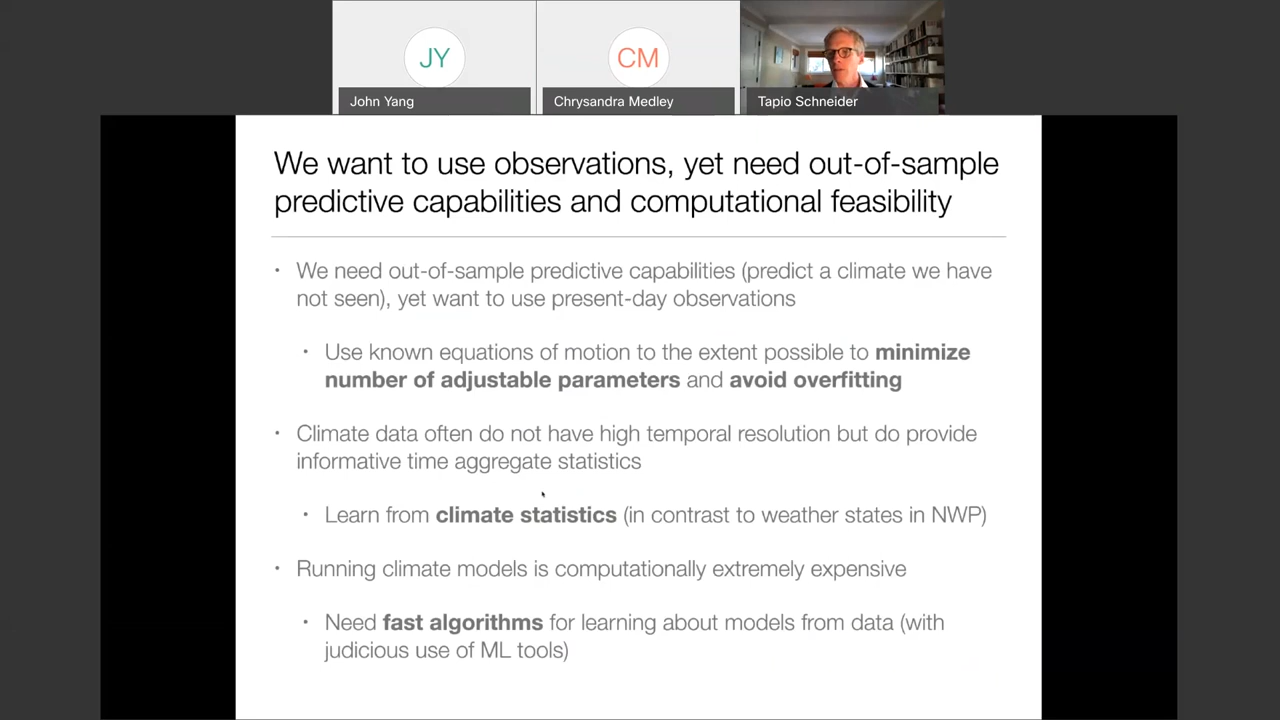 JY
CM
John Yang
Chrysandra Medley
Tapio Schneider
We want to use observations, yet need out-of-sample
predictive capabilities and computational feasibility
• We need out-of-sample predictive capabilities (predict a climate we have
not seen), yet want to use present-day observations
• Use known equations of motion to the extent possible to minimize
number of adjustable parameters and avoid overfitting
• Climate data often do not have high temporal resolution but do provide
informative time aggregate statistics
• Learn from climate statistics (in contrast to weather states in NWP)
• Running climate models is computationally extremely expensive
• Need fast algorithms for learning about models from data (with
judicious use of ML tools)